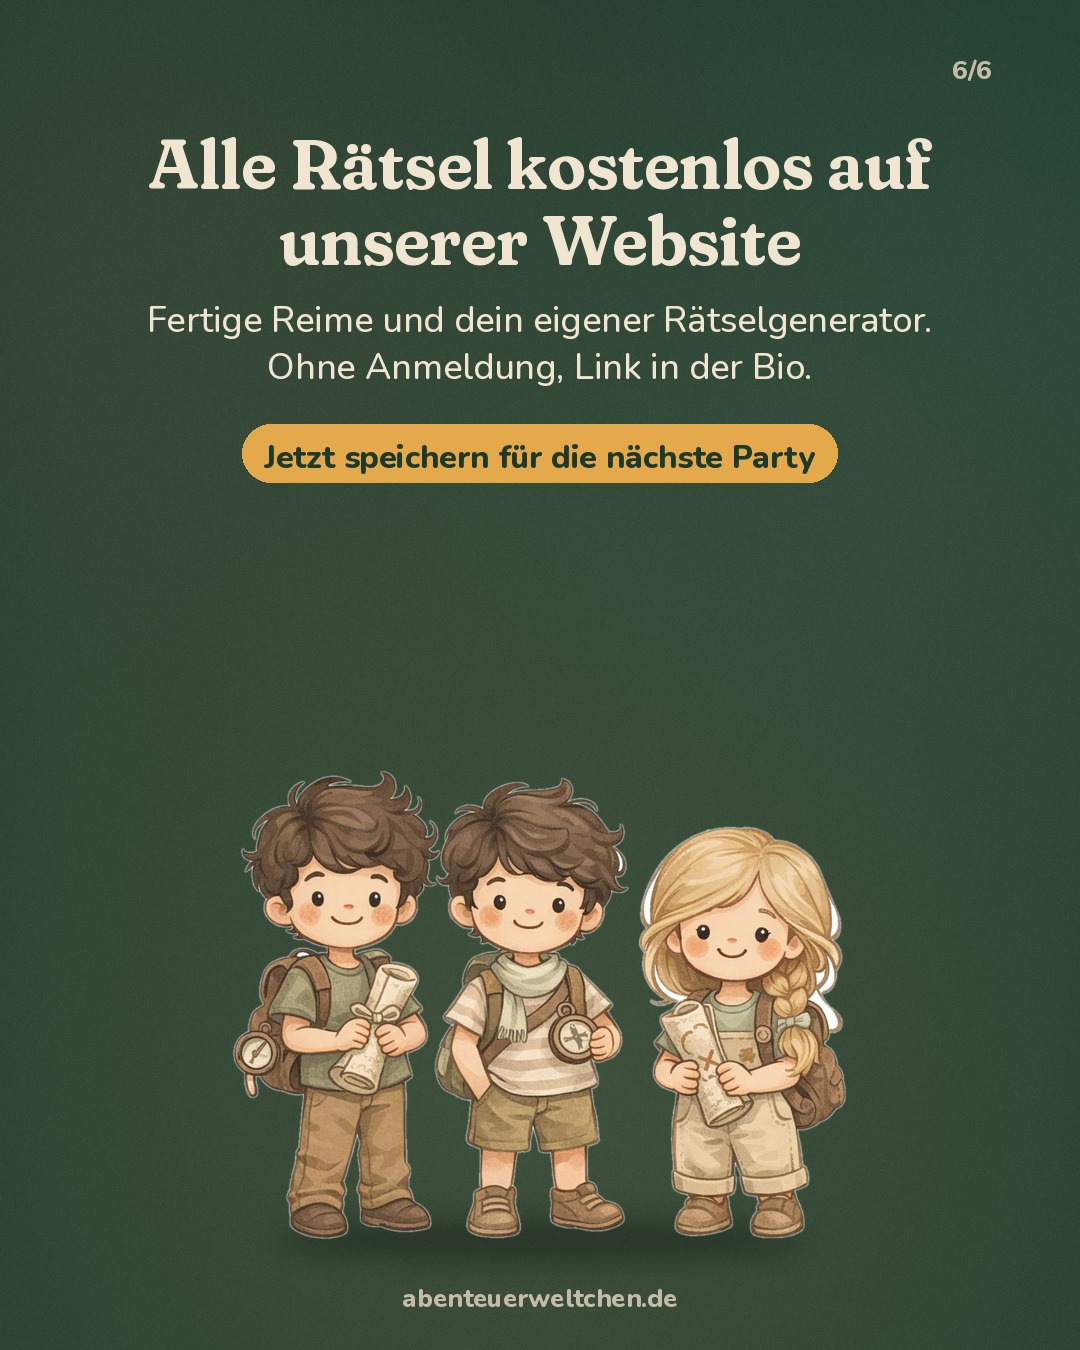 6/6
Alle Rätsel kostenlos auf
unserer Website
Fertige Reime und dein eigener Rätselgenerator.
Ohne Anmeldung, Link in der Bio.
Jetzt speichern für die nächste Party
abenteuerweltchen.de